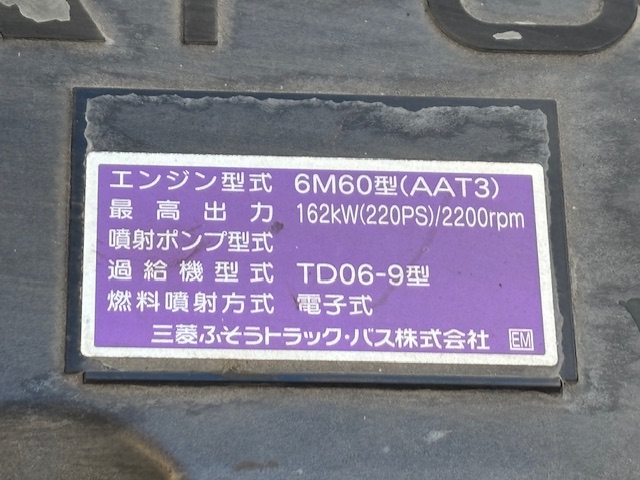 エンジン型式 6M60型(AAT3)
最高出力 162kW(220PS)/2200rpm
噴射ポンプ型式
過給機型式 TD06-9型
燃料噴射方式 電子式
三菱ふそうトラック・バス株式会社 EM